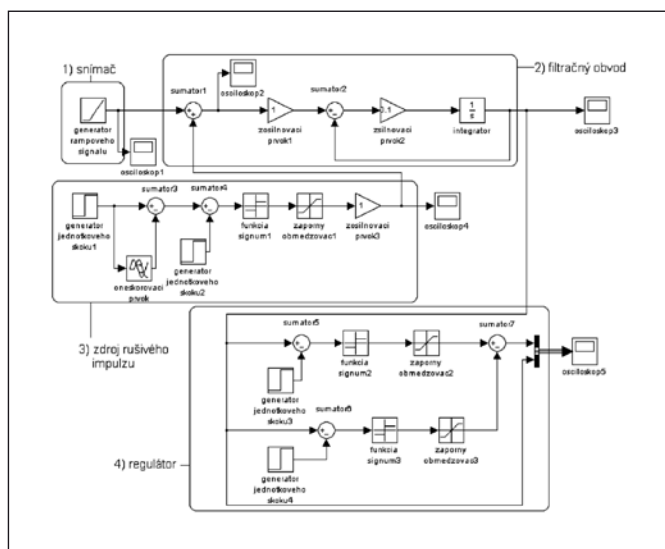 1) snímač
sumator1
osciloskop2
sumator2
2) filtračný obvod
generator
rampoveho
signalu
osciloskop1
1
zosilnovaci
prvok1
zsilnovaci
prvok2
1
s
integrator
osciloskop3
sumator3
sumator4
generator
jednotkoveho
skoku1
oneskorovaci
prvok
generator
jednotkoveho
skoku2
funkcia
signum1
zaporny
obmedzovac1
1
zosilnovaci
prvok3
osciloskop4
3) zdroj rušivého
impulzu
sumator5
generator
jednotkoveho
skoku3
funkcia
signum2
zaporny
obmedzovac2
sumator7
osciloskop5
sumator6
generator
jednotkoveho
skoku4
funkcia
signum3
zaporny
obmedzovac3
4) regulátor